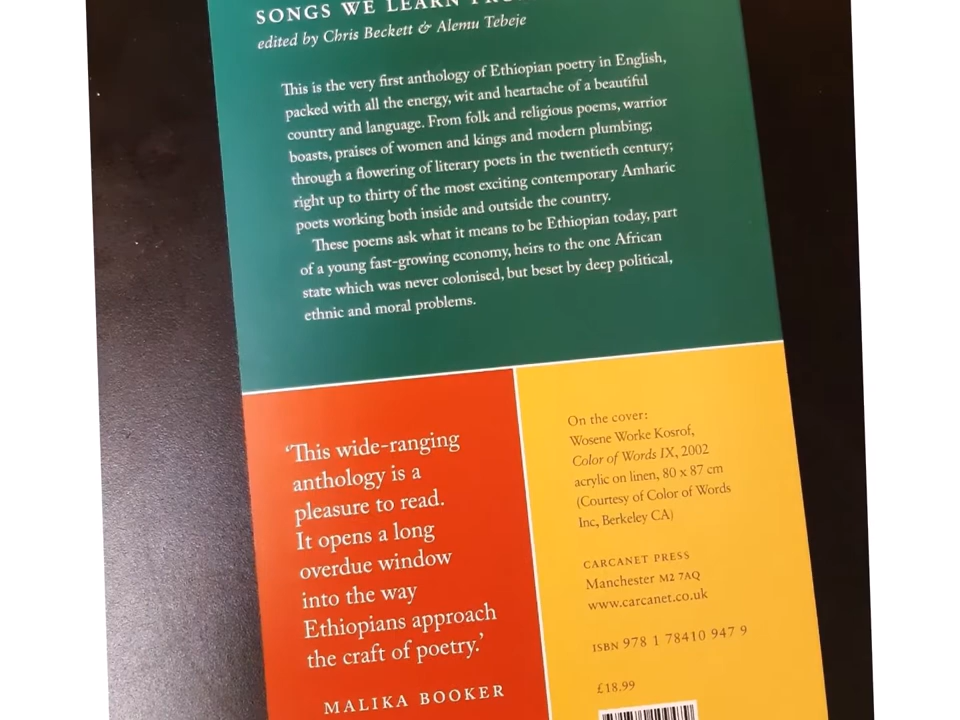 SONGS WE LEARN
edited by Chris Beckett & Alemu Tebeje
This is the very first anthology of Ethiopian poetry in English,
packed with all the energy, wit and heartache of a beautiful
country and language. From folk and religious poems, warrior
boasts, praises of women and kings and modern plumbing;
through a flowering of literary poets in the twentieth century;
right up to thirty of the most exciting contemporary Amharic
poets working both inside and outside the country.
These poems ask what it means to be Ethiopian today, part
of a young fast-growing economy, heirs to the one African
state which was never colonised, but beset by deep political,
ethnic and moral problems.
‘This wide-ranging
anthology is a
pleasure to read.
It opens a long
overdue window
into the way
Ethiopians approach
the craft of poetry.’
MALIKA BOOKER
On the cover:
Wosene Worke Kosrof,
Color of Words IX, 2002
acrylic on linen, 80 x 87 cm
(Courtesy of Color of Words
Inc, Berkeley CA)
CARCANET PRESS
Manchester M2 7AQ
www.carcanet.co.uk
ISBN 978 1 78410 947 9
£18.99